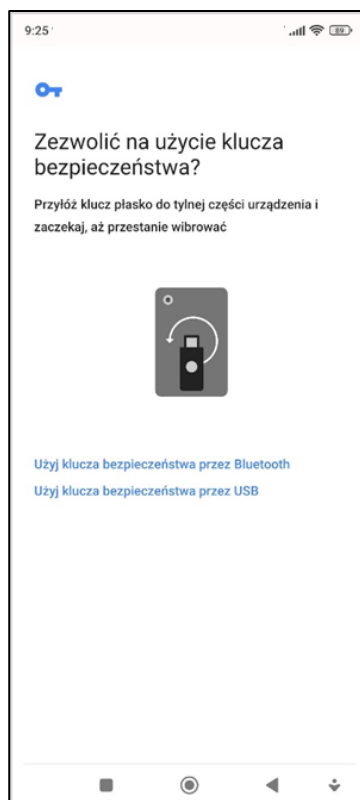 9:25
89
Zezwolić na użycie klucza
bezpieczeństwa?
Przyłóż klucz płasko do tylnej części urządzenia i
zaczekaj, aż przestanie wibrować
Użyj klucza bezpieczeństwa przez Bluetooth
Użyj klucza bezpieczeństwa przez USB